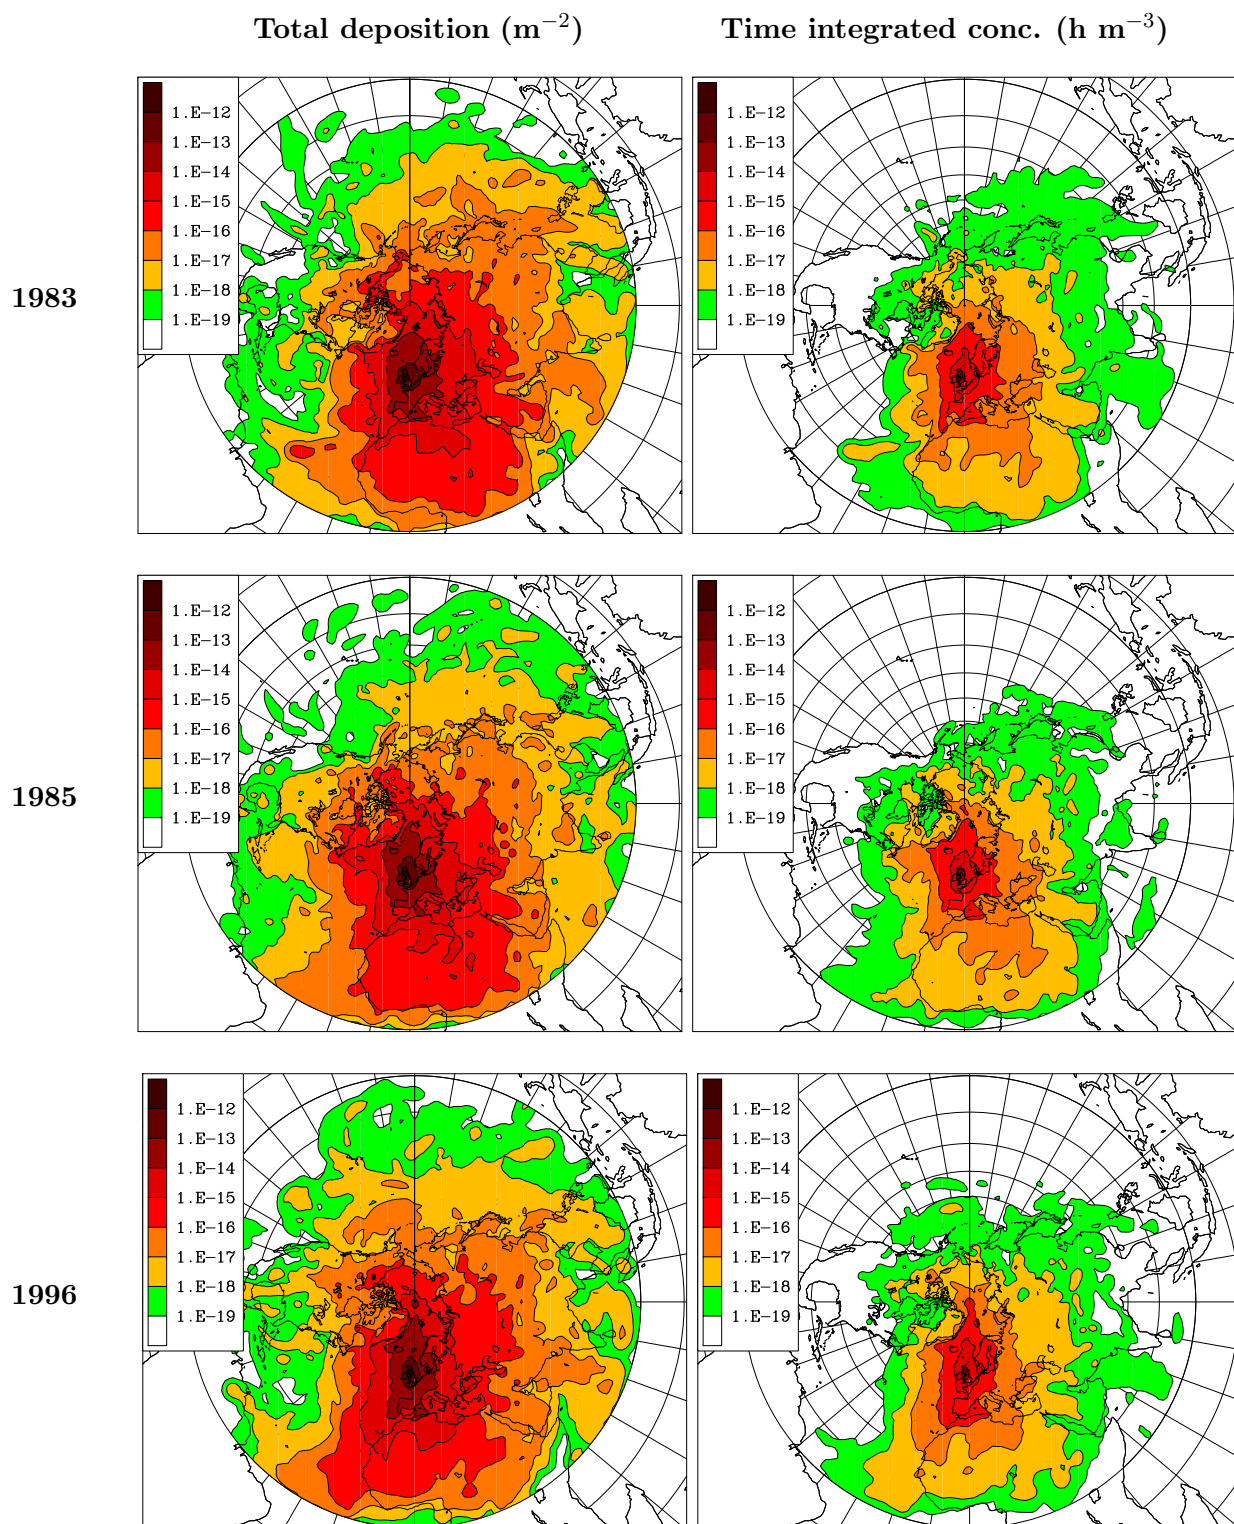 Total deposition (m⁻²) Time integrated conc. (h m⁻³)
1.E−12 1.E−12
1.E−13 1.E−13
1.E−14 1.E−14
1.E−15 1.E−15
1.E−16 1.E−16
1.E−17 1.E−17
1983 1.E−18 1.E−18
1.E−19 1.E−19
1.E−12 1.E−12
1.E−13 1.E−13
1.E−14 1.E−14
1.E−15 1.E−15
1.E−16 1.E−16
1.E−17 1.E−17
1985 1.E−18 1.E−18
1.E−19 1.E−19
1.E−12 1.E−12
1.E−13 1.E−13
1.E−14 1.E−14
1.E−15 1.E−15
1.E−16 1.E−16
1.E−17 1.E−17
1996 1.E−18 1.E−18
1.E−19 1.E−19